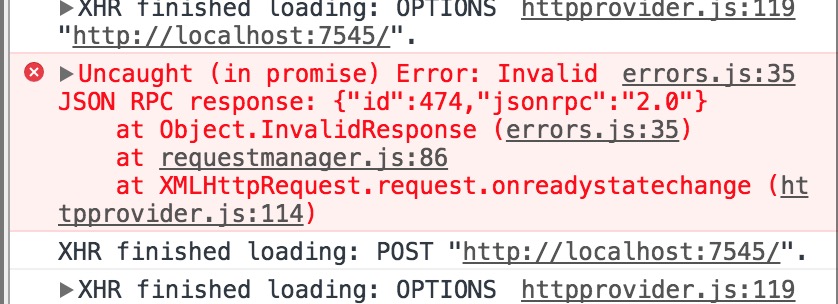 ▶XHR finished loading: OPTIONS httpprovider.js:119
"http://localhost:7545/".
▶Uncaught (in promise) Error: Invalid errors.js:35
JSON RPC response: {"id":474,"jsonrpc":"2.0"}
at Object.InvalidResponse (errors.js:35)
at requestmanager.js:86
at XMLHttpRequest.request.onreadystatechange (ht
tpprovider.js:114)
XHR finished loading: POST "http://localhost:7545/".
▶XHR finished loading: OPTIONS httpprovider.js:119